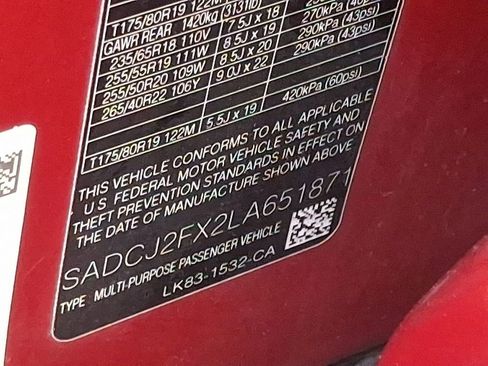 T175/80R19 122M
GAWR REAR 1420kg (3131lb)
235/65R18 110V 7.5J x 18 270kPa
255/55R19 111W 8.5J x 19 290kPa (43psi)
255/50R20 109W 8.5J x 20 290kPa (43psi)
265/40R22 106Y 9.0J x 22
T175/80R19 122M 5.5J x 19 420kPa (60psi)
THIS VEHICLE CONFORMS TO ALL APPLICABLE
U S FEDERAL MOTOR VEHICLE SAFETY AND
THEFT PREVENTION STANDARDS IN EFFECT ON
THE DATE OF MANUFACTURE SHOWN ABOVE
SADCJ2FX2LA651871
TYPE MULTI-PURPOSE PASSENGER VEHICLE
LK83-1532-CA